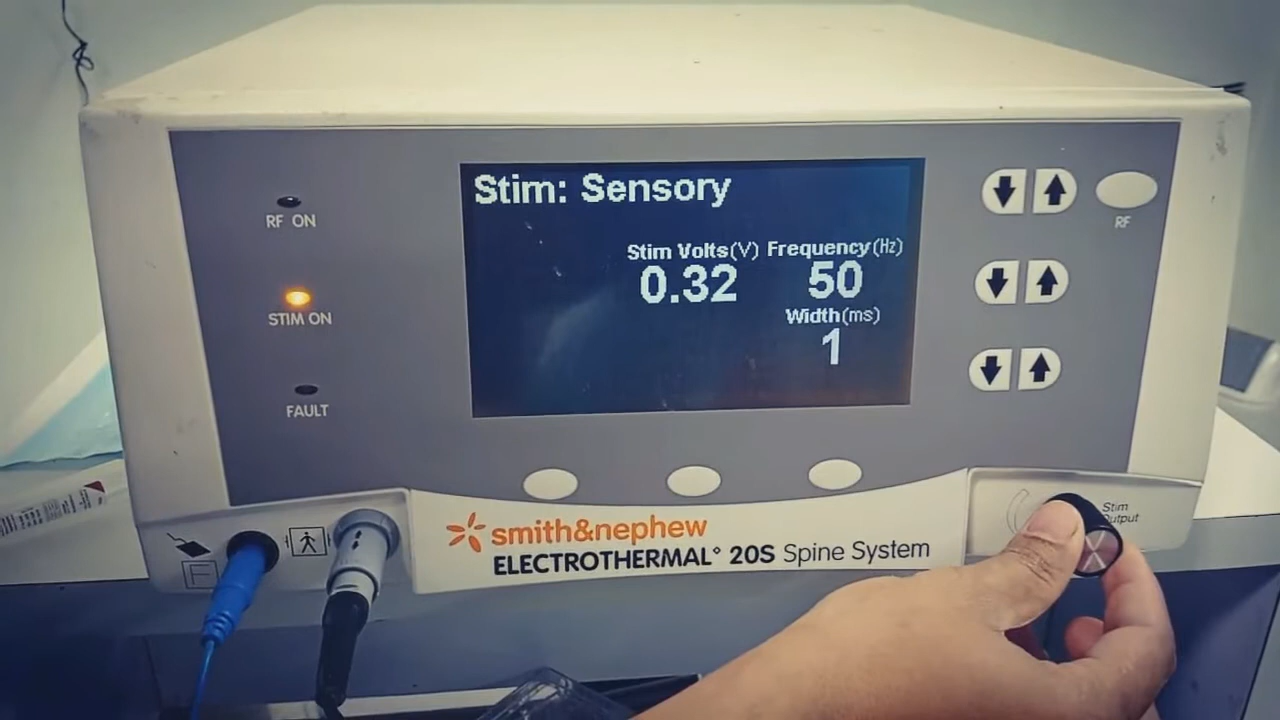 Stim: Sensory
Stim Volts(V) Frequency(Hz)
0.32 50
Width(ms)
1
RF ON
STIM ON
FAULT
RF
Stim
Output
smith&nephew
ELECTROTHERMAL° 20S Spine System